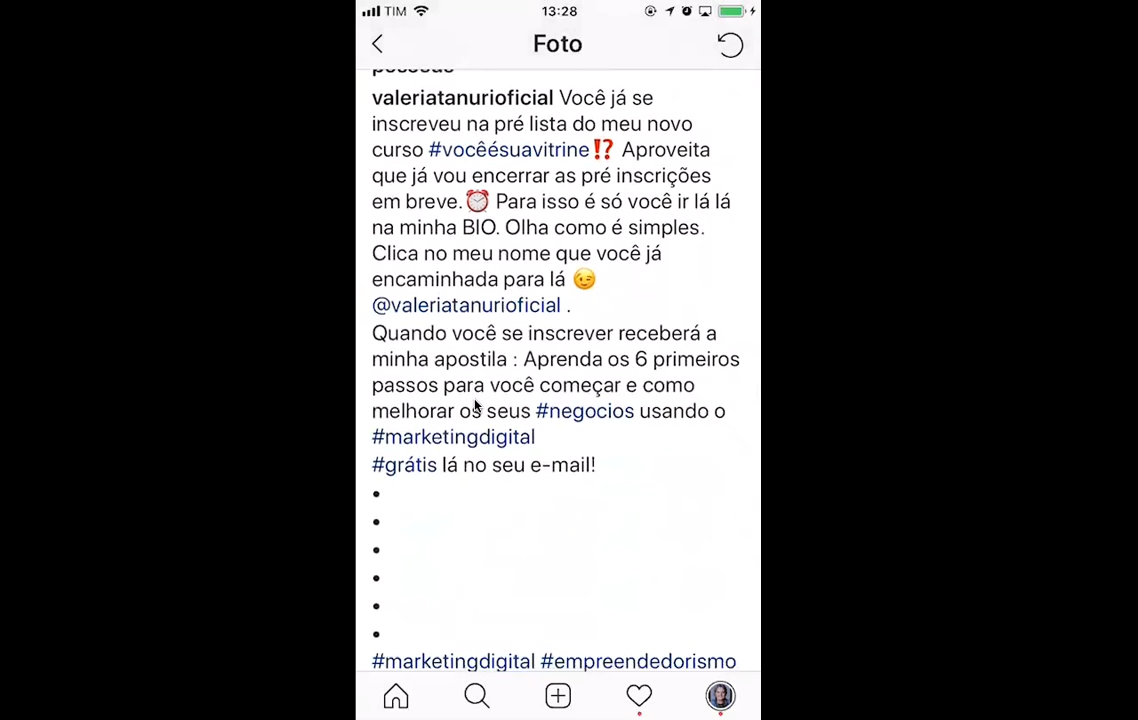 TIM 13:28
Foto
pessoas
valeriatanurioficial Você já se
inscreveu na pré lista do meu novo
curso #vocêésuavitrine⁉️ Aproveita
que já vou encerrar as pré inscrições
em breve.⏰ Para isso é só você ir lá lá
na minha BIO. Olha como é simples.
Clica no meu nome que você já
encaminhada para lá 😉
@valeriatanurioficial .
Quando você se inscrever receberá a
minha apostila : Aprenda os 6 primeiros
passos para você começar e como
melhorar os seus #negocios usando o
#marketingdigital
#grátis lá no seu e-mail!
•
•
•
•
•
•
#marketingdigital #empreendedorismo